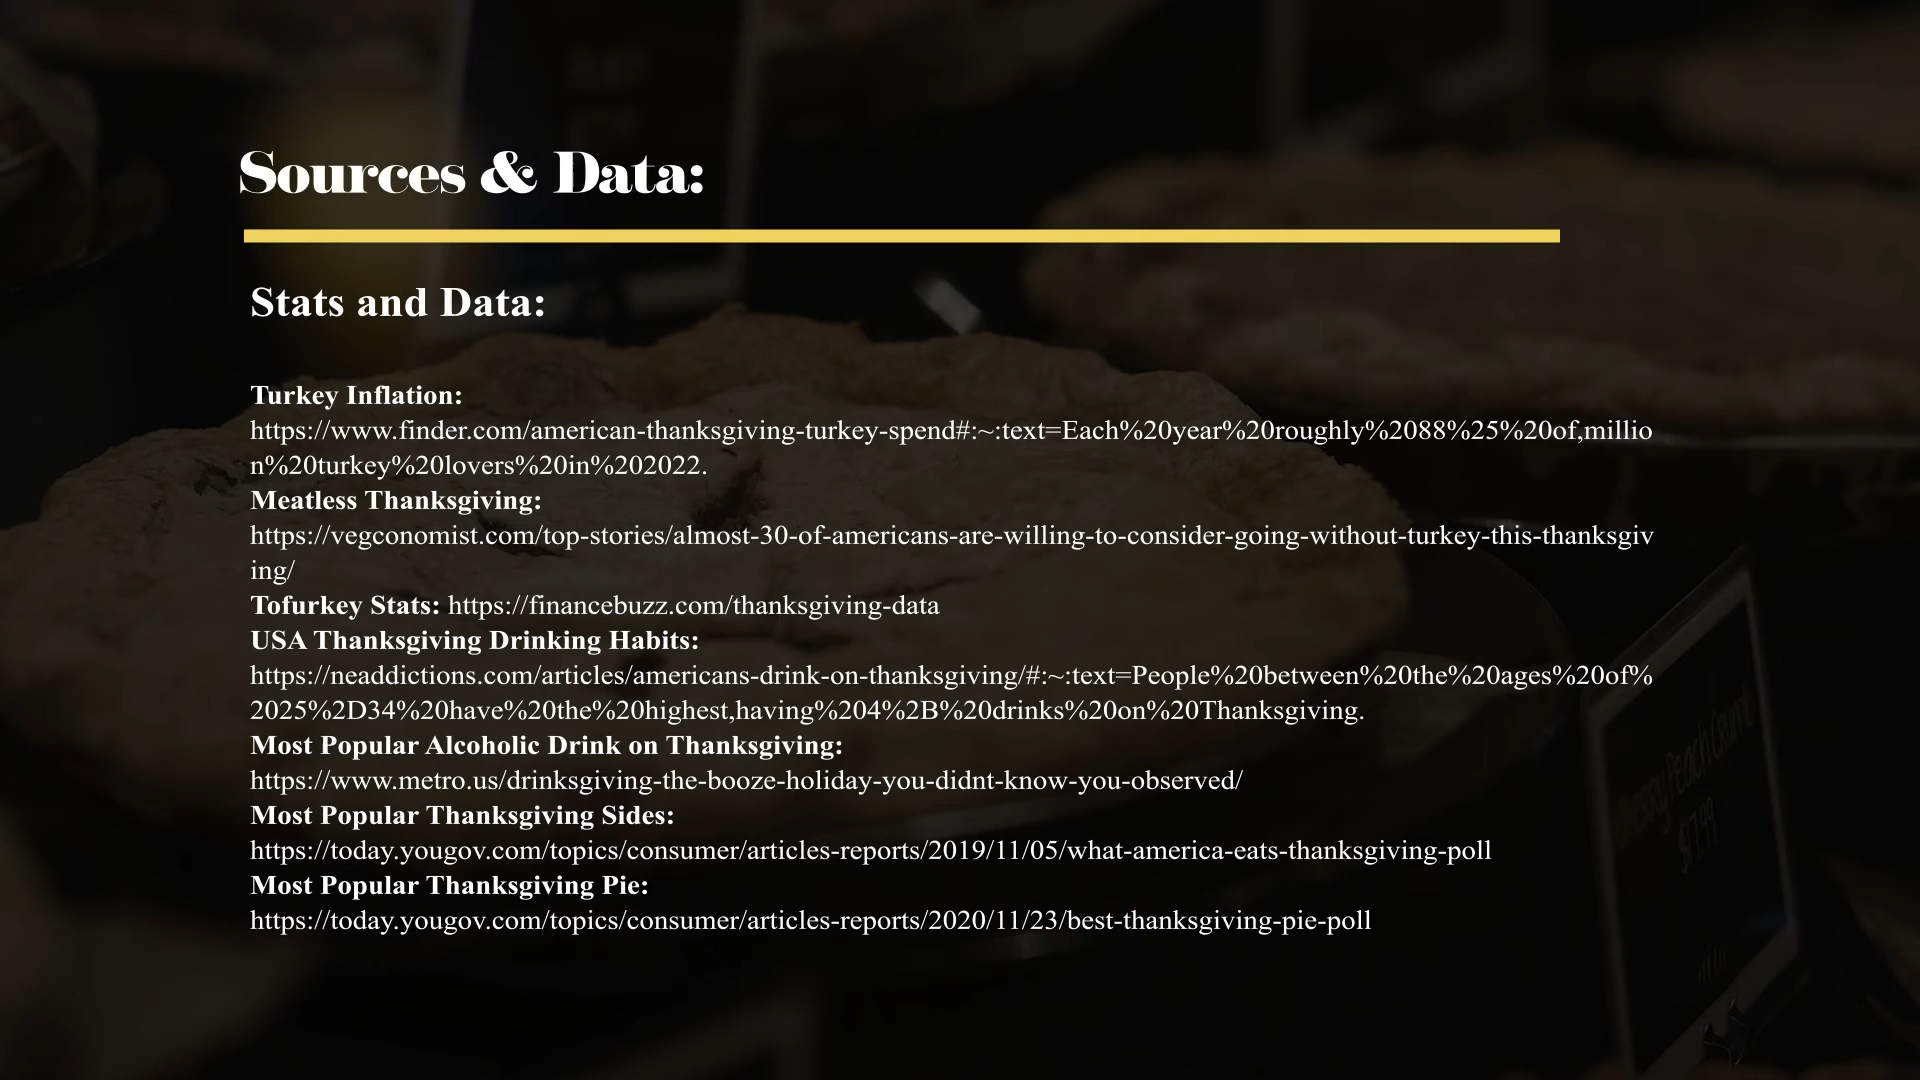 Sources & Data:
Stats and Data:
Turkey Inflation:
https://www.finder.com/american-thanksgiving-turkey-spend#:~:text=Each%20year%20roughly%2088%25%20of,millio
n%20turkey%20lovers%20in%202022.
Meatless Thanksgiving:
https://vegconomist.com/top-stories/almost-30-of-americans-are-willing-to-consider-going-without-turkey-this-thanksgiv
ing/
Tofurkey Stats: https://financebuzz.com/thanksgiving-data
USA Thanksgiving Drinking Habits:
https://neaddictions.com/articles/americans-drink-on-thanksgiving/#:~:text=People%20between%20the%20ages%20of%
2025%2D34%20have%20the%20highest,having%204%2B%20drinks%20on%20Thanksgiving.
Most Popular Alcoholic Drink on Thanksgiving:
https://www.metro.us/drinksgiving-the-booze-holiday-you-didnt-know-you-observed/
Most Popular Thanksgiving Sides:
https://today.yougov.com/topics/consumer/articles-reports/2019/11/05/what-america-eats-thanksgiving-poll
Most Popular Thanksgiving Pie:
https://today.yougov.com/topics/consumer/articles-reports/2020/11/23/best-thanksgiving-pie-poll
Peach
$17.99